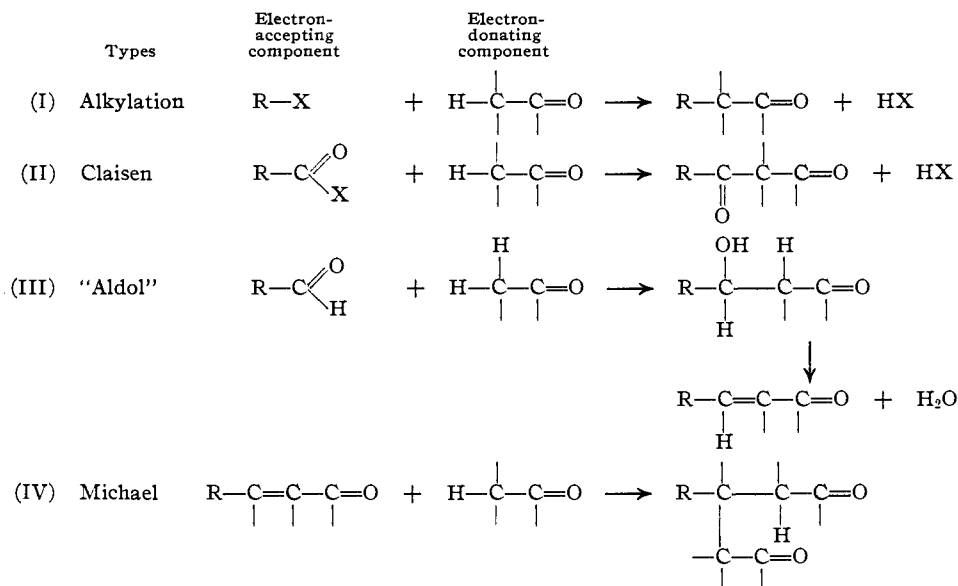 Types Electron-accepting component Electron-donating component
(I) Alkylation R—X + H—C—C=O ⟶ R—C—C=O + HX
(II) Claisen R—C O X + H—C—C=O ⟶ R—C—C—C=O + HX
O
H OH H
(III) "Aldol" R—C O H + H—C—C=O ⟶ R—C—C—C=O
H
R—C=C—C=O + H₂O
H
(IV) Michael R—C=C—C=O + H—C—C=O ⟶ R—C—C—C=O
H
—C—C=O